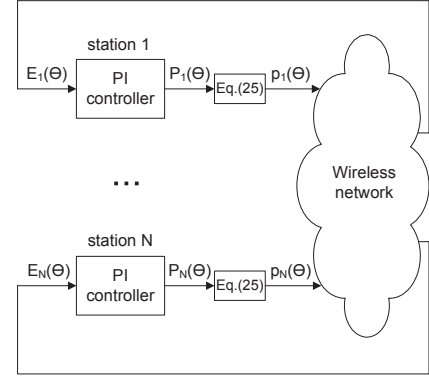 station 1
E₁(Θ)
PI
controller
P₁(Θ)
Eq.(25)
p₁(Θ)
Wireless
network
...
station N
E_N(Θ)
PI
controller
P_N(Θ)
Eq.(25)
p_N(Θ)